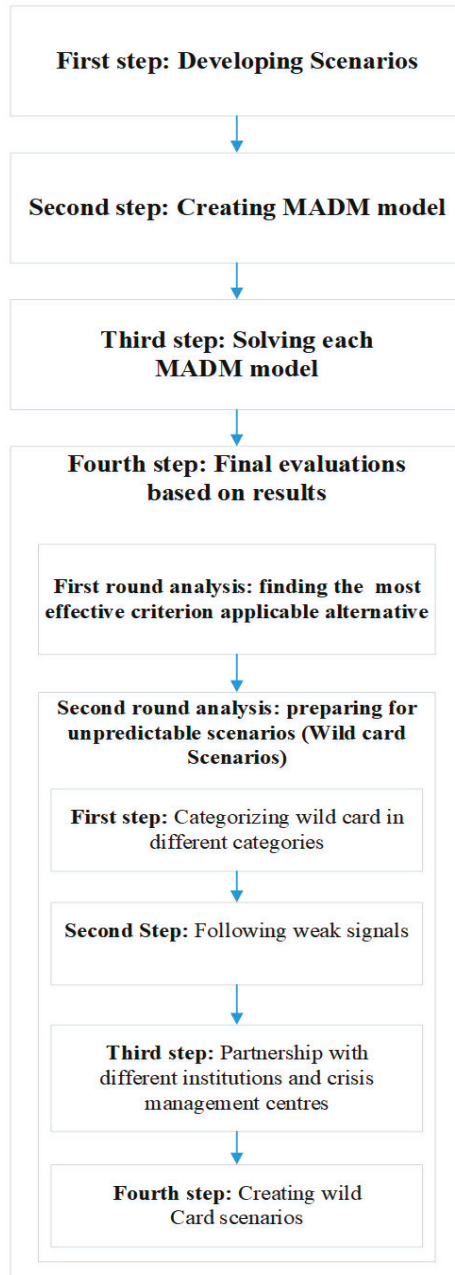 First step: Developing Scenarios
Second step: Creating MADM model
Third step: Solving each
MADM model
Fourth step: Final evaluations
based on results
First round analysis: finding the most
effective criterion applicable alternative
Second round analysis: preparing for
unpredictable scenarios (Wild card
Scenarios)
First step: Categorizing wild card in
different categories
Second Step: Following weak signals
Third step: Partnership with
different institutions and crisis
management centres
Fourth step: Creating wild
Card scenarios